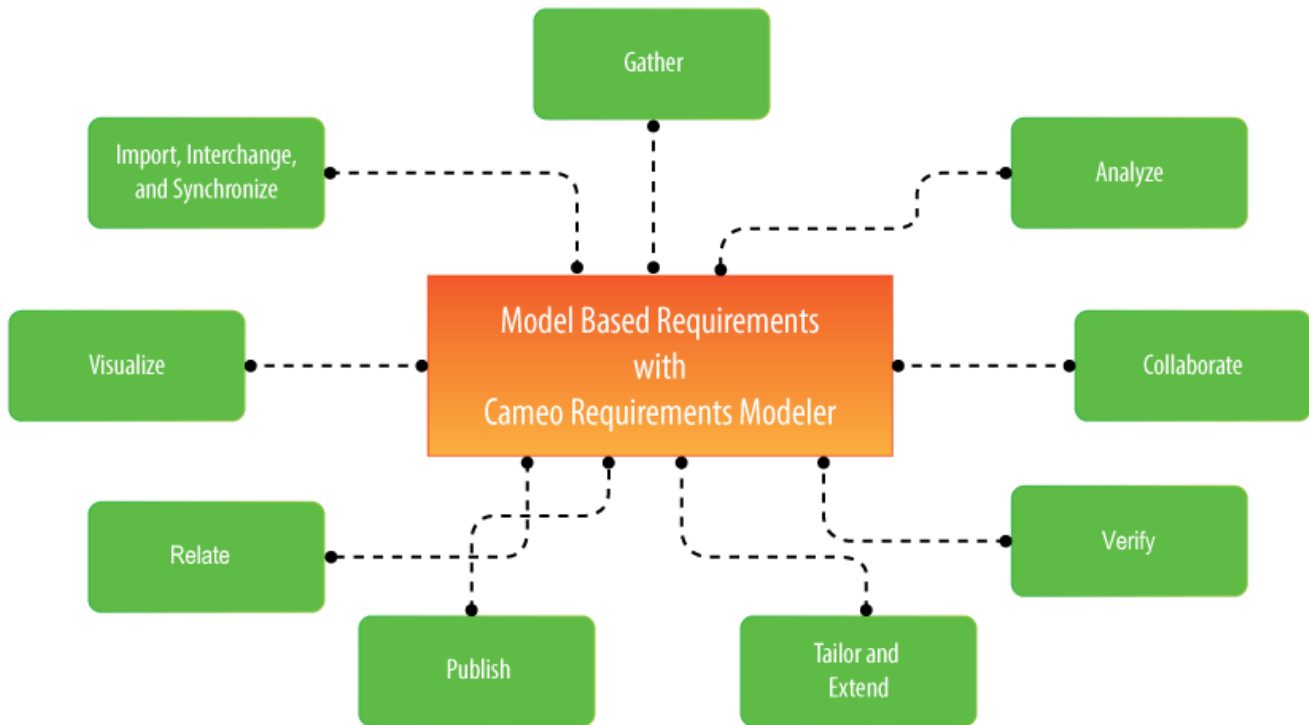 Gather
Import, Interchange,
and Synchronize
Analyze
Model Based Requirements
with
Cameo Requirements Modeler
Visualize
Collaborate
Relate
Verify
Publish
Tailor and
Extend